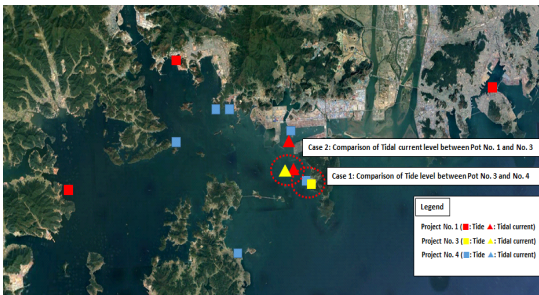 Case 2: Comparison of Tidal current level between Pot No. 1 and No. 3
Case 1: Comparison of Tide level between Pot No. 3 and No. 4
Legend
Project No. 1 (■: Tide ▲: Tidal current)
Project No. 3 (■: Tide ▲: Tidal current)
Project No. 4 (■: Tide ▲: Tidal current)